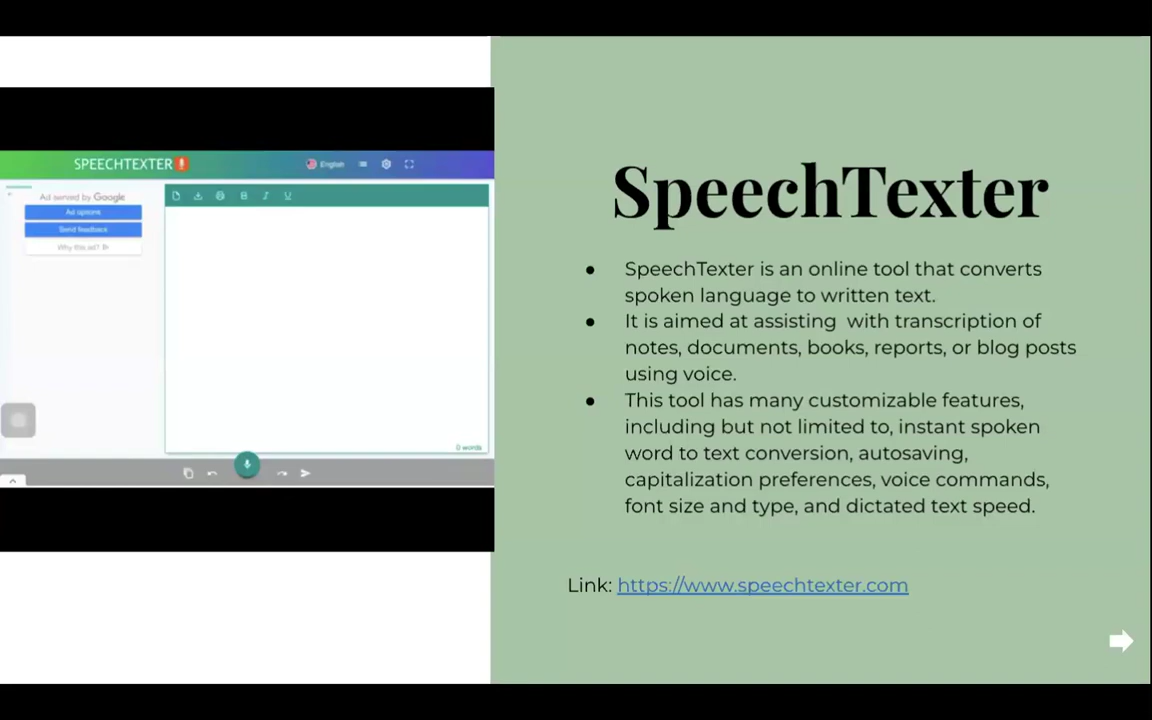 SPEECHTEXTER
English
Ad served by Google
Ad options
Send feedback
Why this ad?
B I U
0 words
SpeechTexter
● SpeechTexter is an online tool that converts
spoken language to written text.
● It is aimed at assisting  with transcription of
notes, documents, books, reports, or blog posts
using voice.
● This tool has many customizable features,
including but not limited to, instant spoken
word to text conversion, autosaving,
capitalization preferences, voice commands,
font size and type, and dictated text speed.
Link: https://www.speechtexter.com